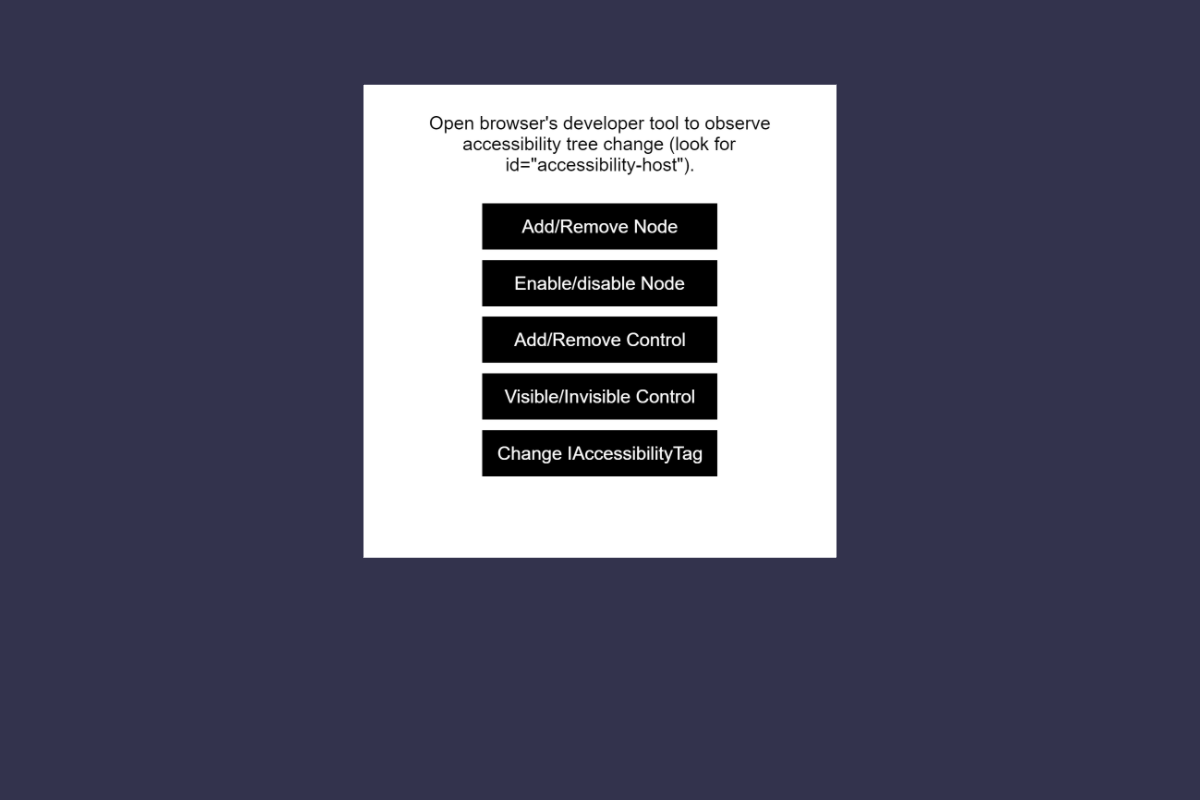 Open browser's developer tool to observe
accessibility tree change (look for
id="accessibility-host").
Add/Remove Node
Enable/disable Node
Add/Remove Control
Visible/Invisible Control
Change IAccessibilityTag